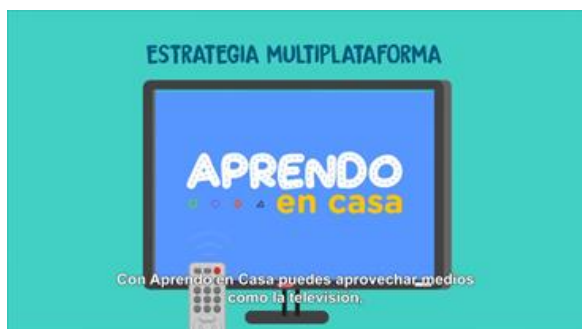 ESTRATEGIA MULTIPLATAFORMA
APRENDO
en casa
Con Aprendo en Casa puedes aprovechar medios
como la televisión,